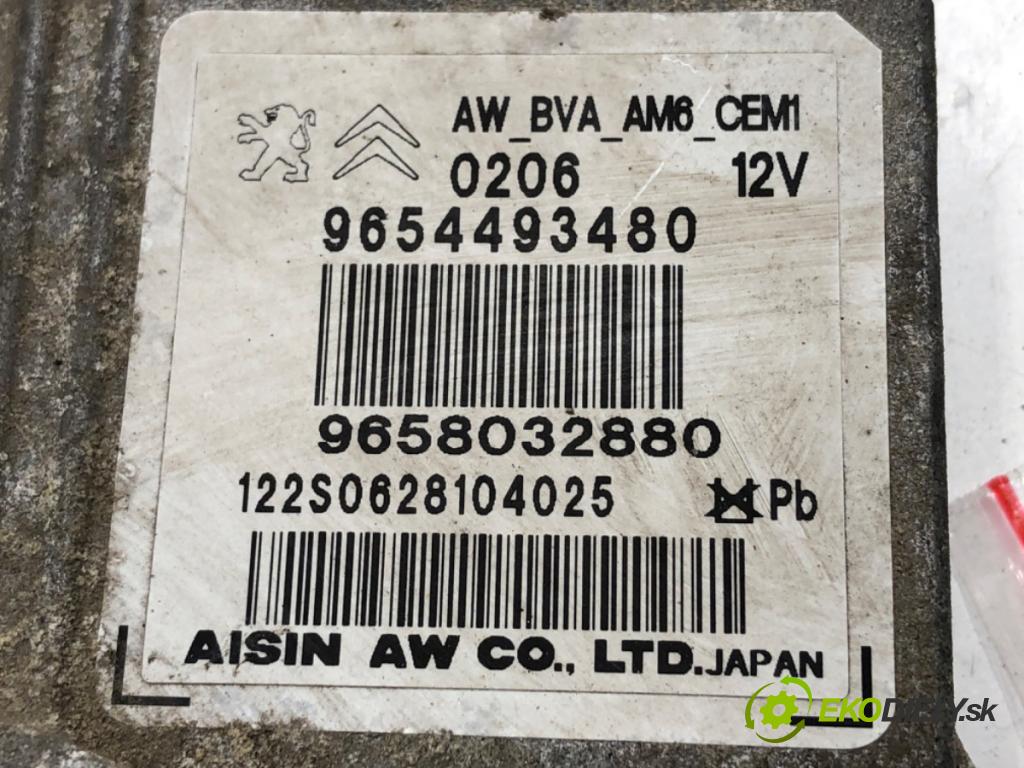 AW_BVA_AM6_CEM1
0206 12V
9654493480
9658032880
122S0628104025 Pb
AISIN AW CO., LTD. JAPAN
EKODIELY.sk